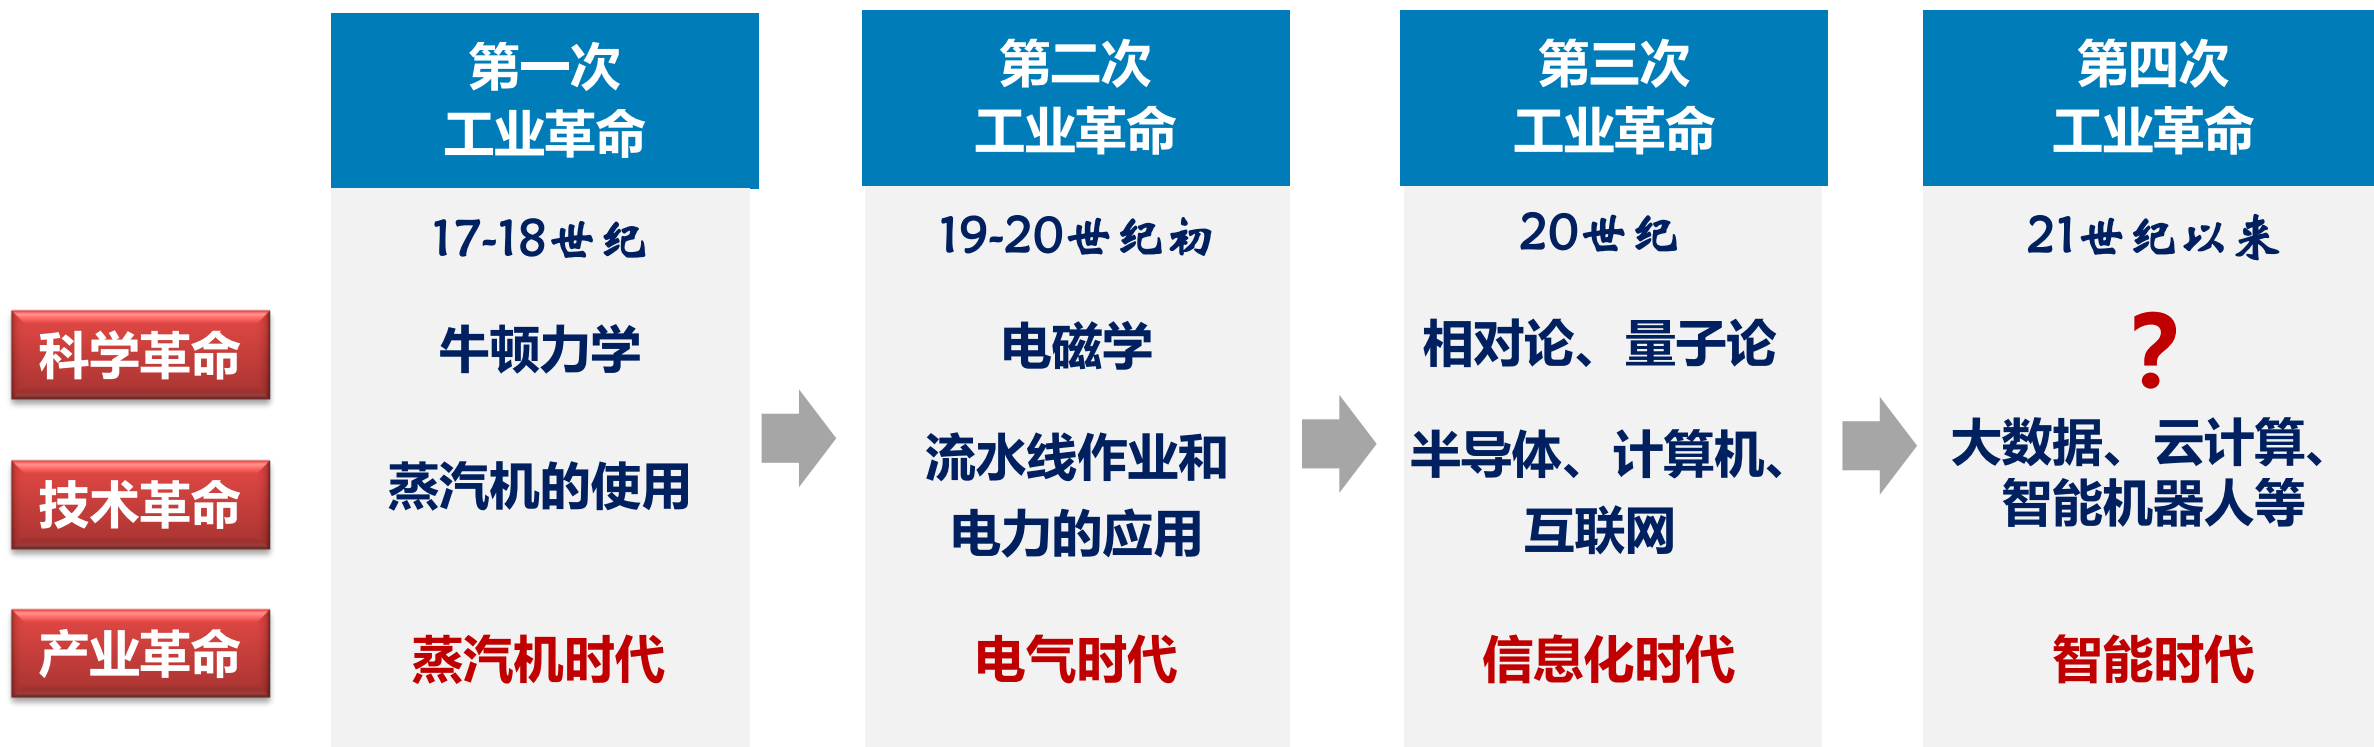 第一次
工业革命
第二次
工业革命
第三次
工业革命
第四次
工业革命
17-18世纪
19-20世纪初
20世纪
21世纪以来
科学革命
牛顿力学
电磁学
相对论、量子论
?
技术革命
蒸汽机的使用
流水线作业和
电力的应用
半导体、计算机、
互联网
大数据、云计算、
智能机器人等
产业革命
蒸汽机时代
电气时代
信息化时代
智能时代